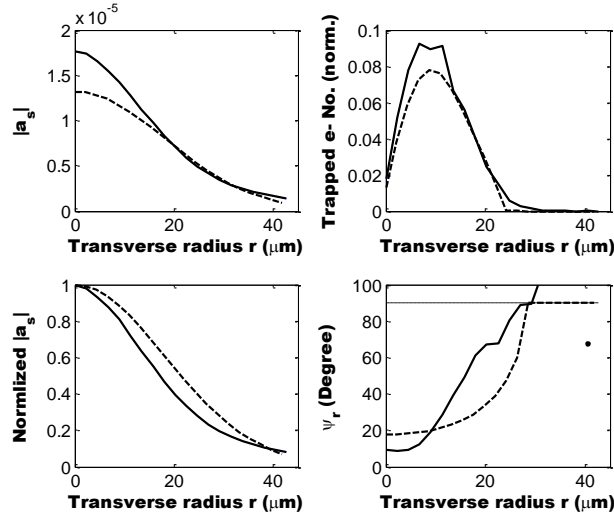 × 10⁻⁵
2
1.5
1
0.5
0
|a_s|
0 20 40
Transverse radius r (μm)
0.1
0.08
0.06
0.04
0.02
0
Trapped e- No. (norm.)
0 20 40
Transverse radius r (μm)
1
0.8
0.6
0.4
0.2
0
Normlized |a_s|
0 20 40
Transverse radius r (μm)
100
80
60
40
20
0
ψ_r (Degree)
0 20 40
Transverse radius r (μm)